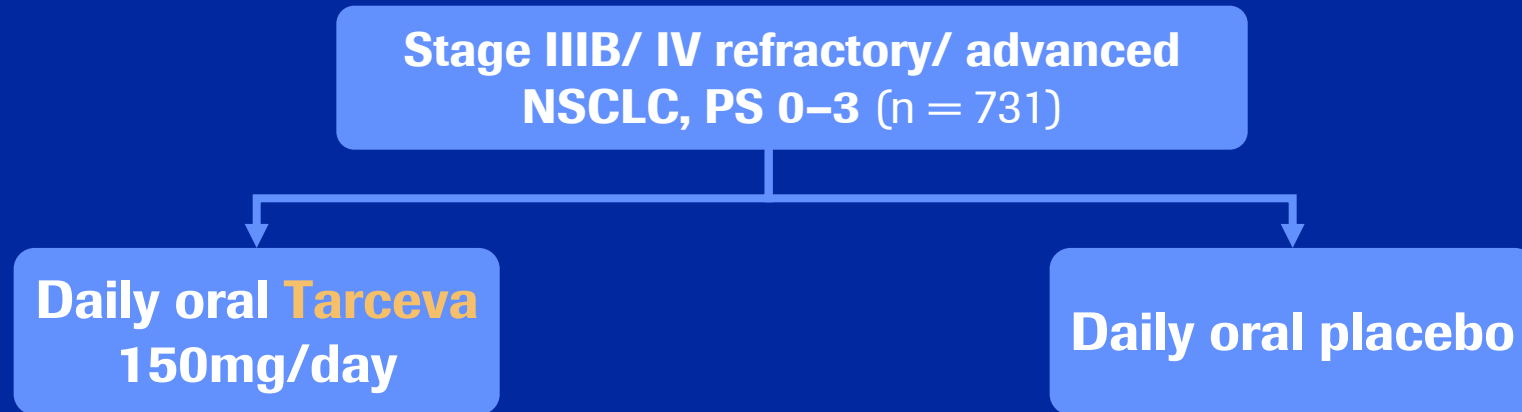 Stage IIIB/ IV refractory/ advanced
NSCLC, PS 0–3 (n = 731)
Daily oral Tarceva
150mg/day
Daily oral placebo